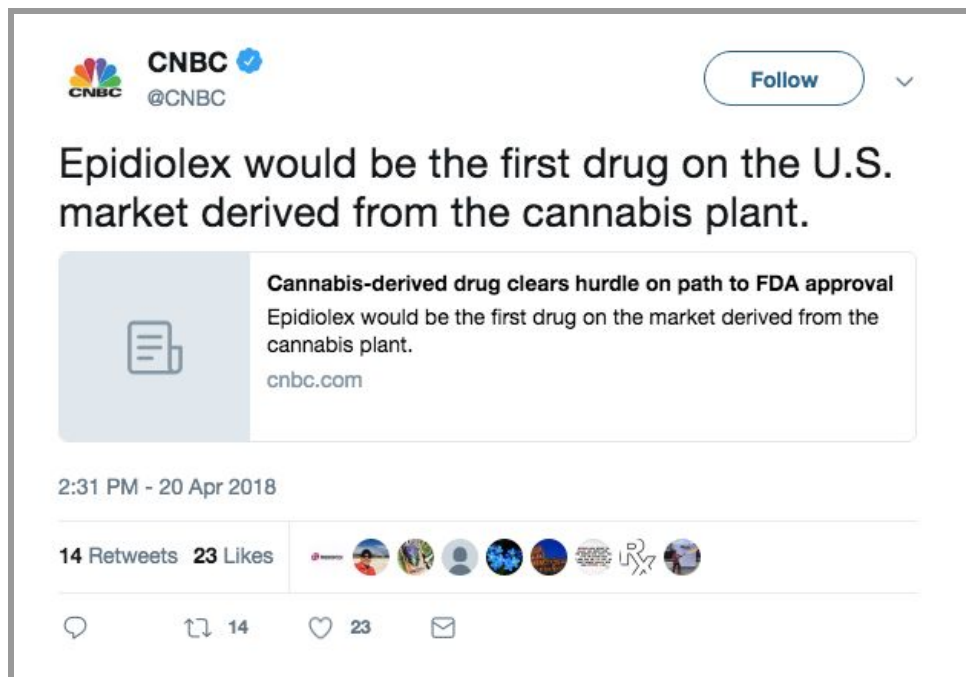 CNBC
CNBC
@CNBC
Follow
Epidiolex would be the first drug on the U.S.
market derived from the cannabis plant.
Cannabis-derived drug clears hurdle on path to FDA approval
Epidiolex would be the first drug on the market derived from the
cannabis plant.
cnbc.com
2:31 PM - 20 Apr 2018
14 Retweets 23 Likes
14 23